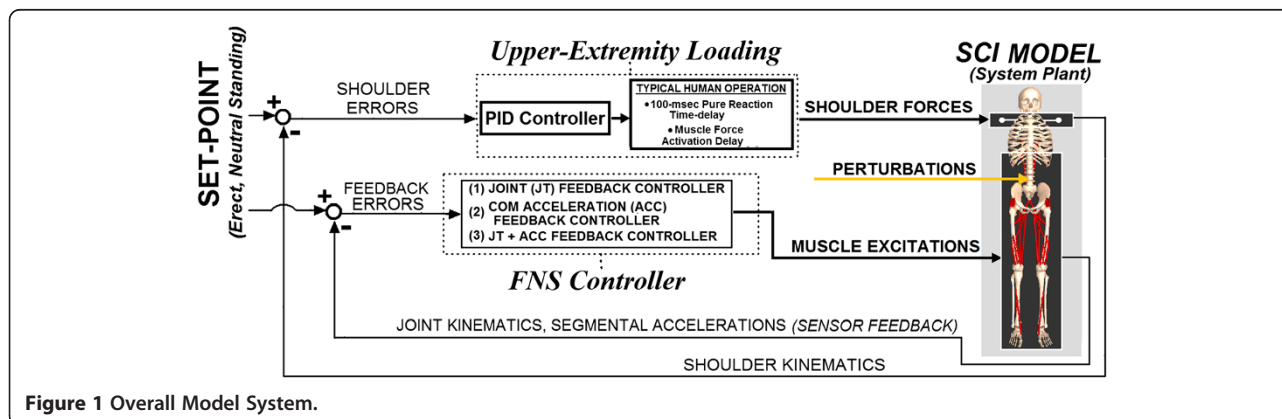 Upper-Extremity Loading
SCI MODEL
(System Plant)
SET-POINT
(Erect, Neutral Standing)
+
-
SHOULDER
ERRORS
PID Controller
TYPICAL HUMAN OPERATION
•100-msec Pure Reaction
Time-delay
• Muscle Force
Activation Delay
SHOULDER FORCES
PERTURBATIONS
+
-
FEEDBACK
ERRORS
(1) JOINT (JT) FEEDBACK CONTROLLER
(2) COM ACCELERATION (ACC)
FEEDBACK CONTROLLER
(3) JT + ACC FEEDBACK CONTROLLER
MUSCLE EXCITATIONS
FNS Controller
JOINT KINEMATICS, SEGMENTAL ACCELERATIONS (SENSOR FEEDBACK)
SHOULDER KINEMATICS
Figure 1 Overall Model System.